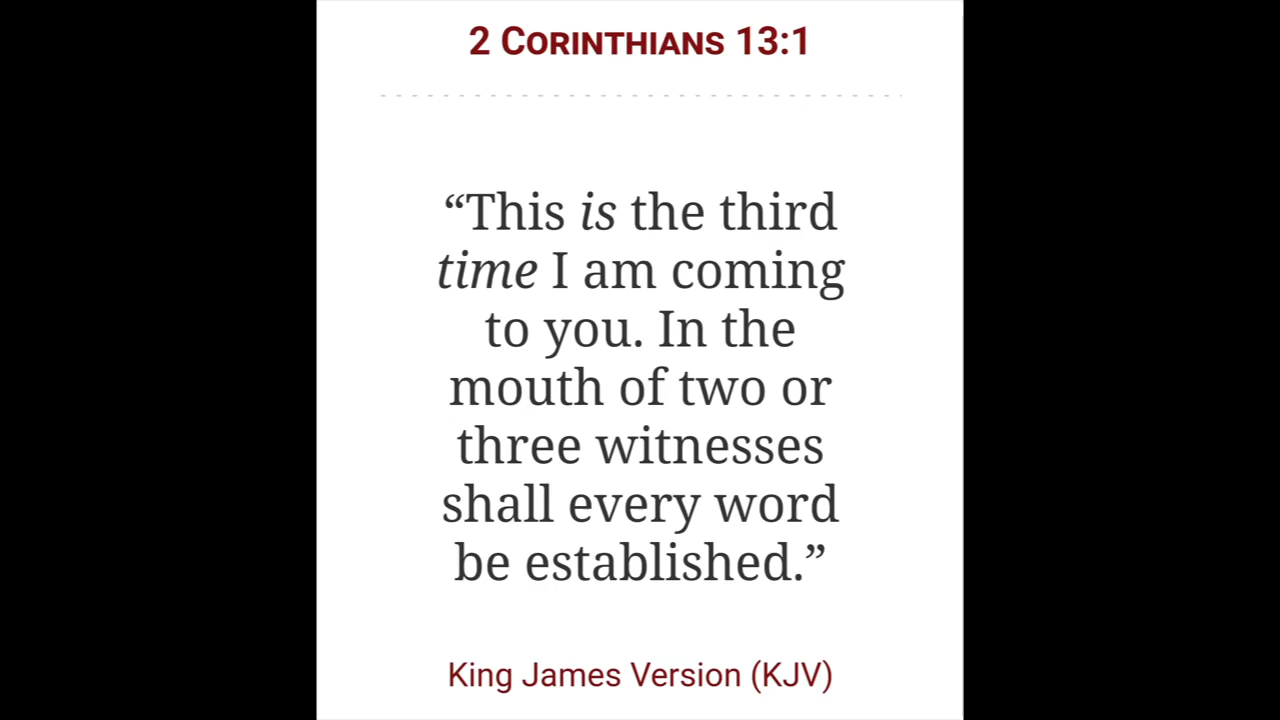 2 Corinthians 13:1
“This is the third
time I am coming
to you. In the
mouth of two or
three witnesses
shall every word
be established.”
King James Version (KJV)